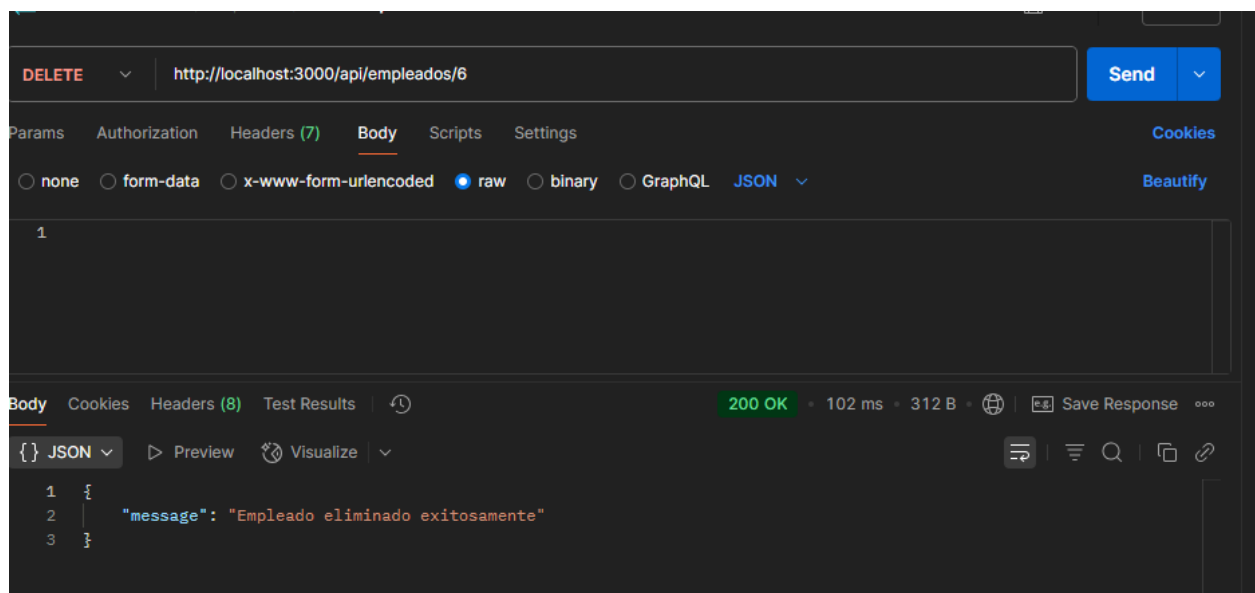 DELETE http://localhost:3000/api/empleados/6 Send
Params Authorization Headers (7) Body Scripts Settings Cookies
none form-data x-www-form-urlencoded raw binary GraphQL JSON Beautify
1
Body Cookies Headers (8) Test Results 200 OK • 102 ms • 312 B • e.g. Save Response
{} JSON Preview Visualize
1 {
2 "message": "Empleado eliminado exitosamente"
3 }